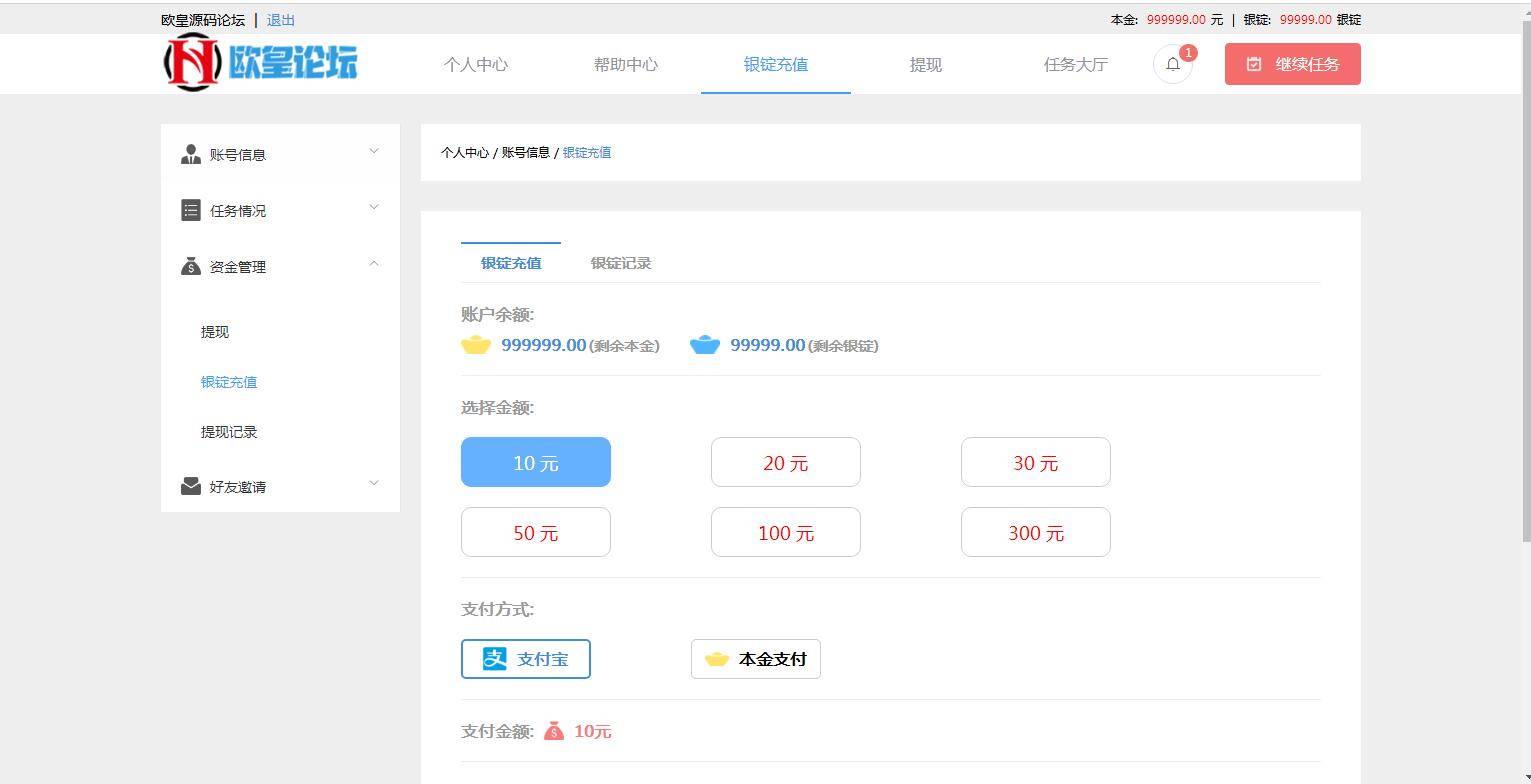 欧皇源码论坛 | 退出
本金: 999999.00 元 | 银锭: 99999.00 银锭
欧皇论坛
个人中心 帮助中心 银锭充值 提现 任务大厅 1 继续任务
账号信息
任务情况
资金管理
提现
银锭充值
提现记录
好友邀请
个人中心 / 账号信息 / 银锭充值
银锭充值 银锭记录
账户余额:
999999.00(剩余本金) 99999.00(剩余银锭)
选择金额:
10 元 20 元 30 元
50 元 100 元 300 元
支付方式:
支 支付宝 本金支付
支付金额: $ 10元